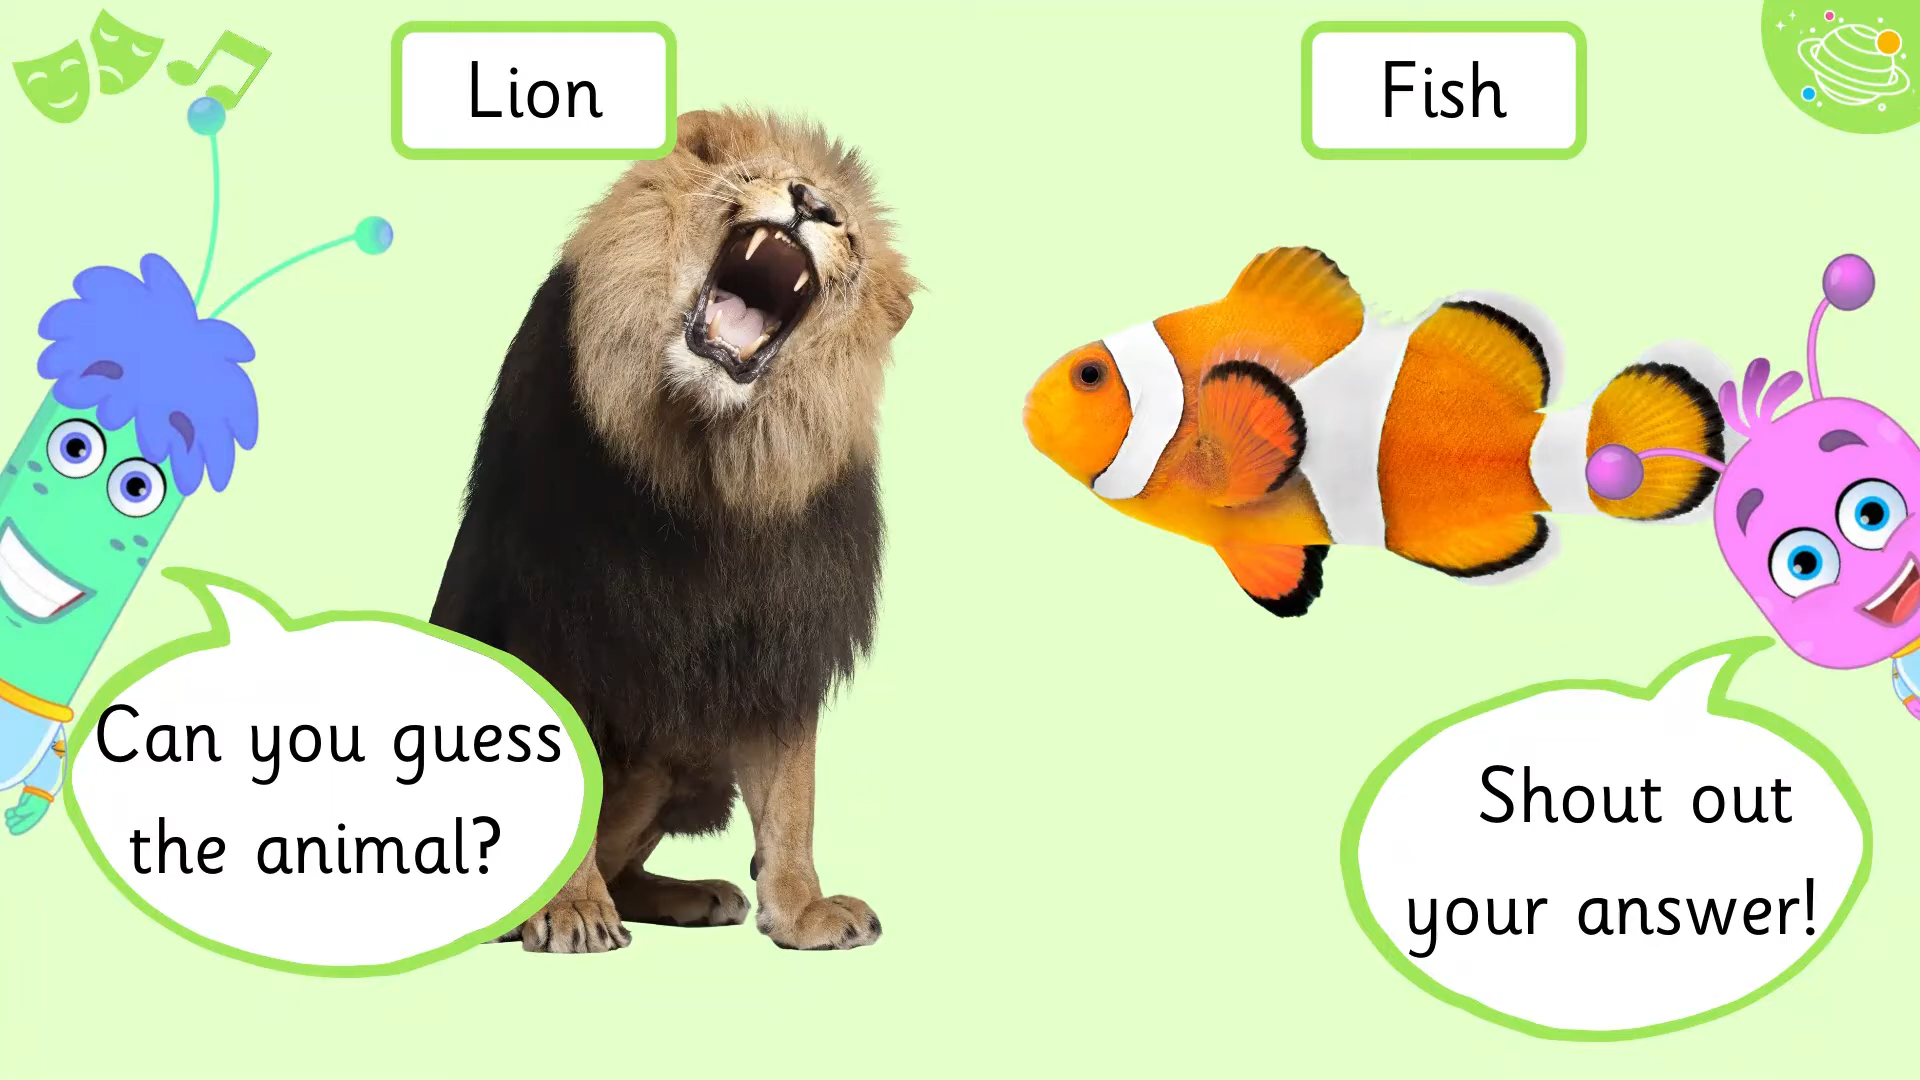 Lion
Fish
Can you guess
the animal?
Shout out
your answer!